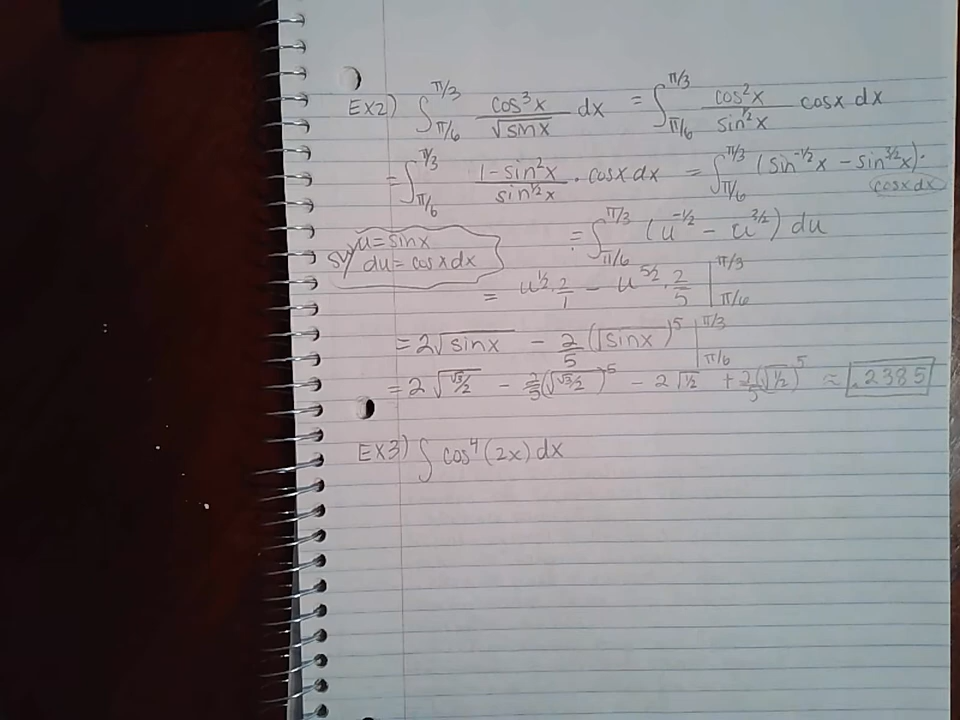 EX2) ∫_{π/6}^{π/3} cos³x / √sinx dx = ∫_{π/6}^{π/3} cos²x / sin^{1/2}x cosx dx
= ∫_{π/6}^{π/3} 1-sin²x / sin^{1/2}x · cosx dx = ∫_{π/6}^{π/3} (sin^{-1/2}x - sin^{3/2}x)·
cosx dx
u=sinx
du=cosxdx
= ∫_{π/6}^{π/3} (u^{-1/2} - u^{3/2}) du
= u^{1/2}·2/1 - u^{5/2}·2/5 |_{π/6}^{π/3}
= 2√sinx - 2/5 (√sinx)^5 |_{π/6}^{π/3}
= 2√(√3/2) - 2/5(√(√3/2))^5 - 2√(1/2) + 2/5(√(1/2))^5 ≈ .2385
EX3) ∫ cos⁴(2x) dx